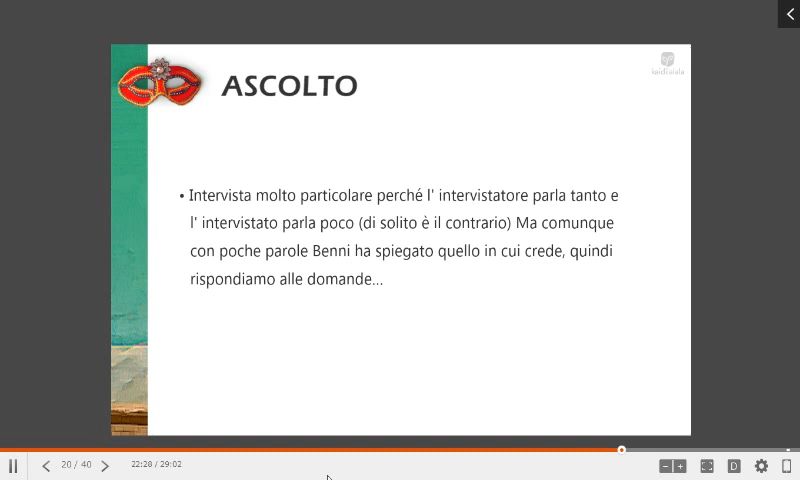 ASCOLTO
• Intervista molto particolare perché l' intervistatore parla tanto e
l' intervistato parla poco (di solito è il contrario) Ma comunque
con poche parole Benni ha spiegato quello in cui crede, quindi
rispondiamo alle domande...
20 / 40
22:28 / 29:02
D